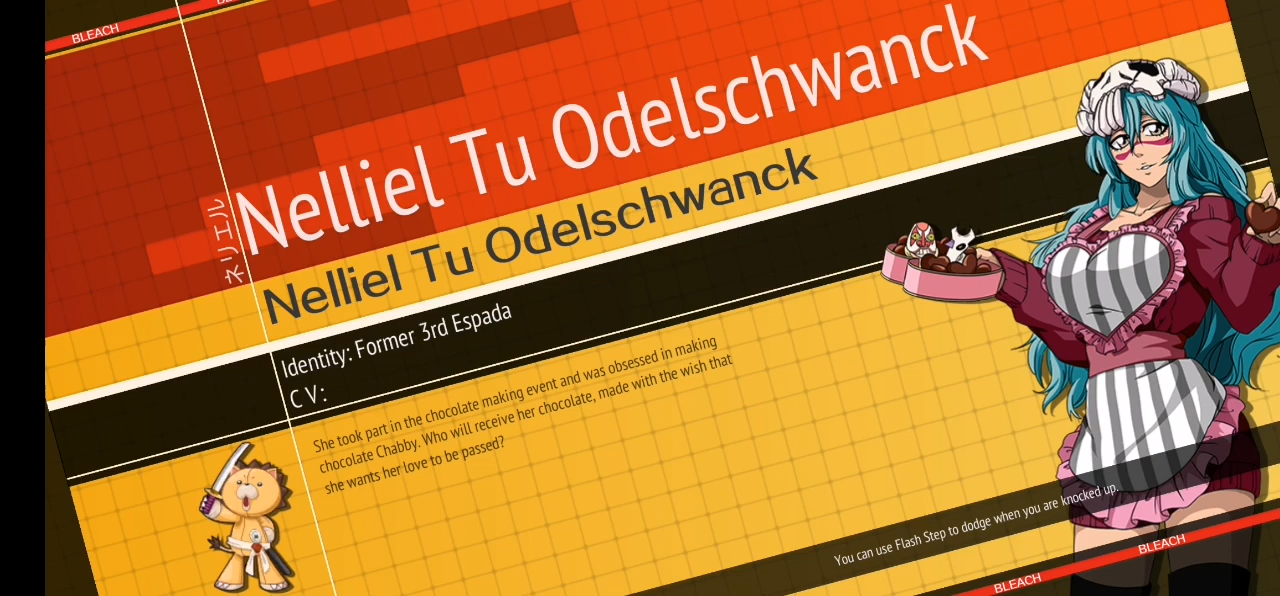 BLEACH
Nelliel Tu Odelschwanck
ネリエル
Nelliel Tu Odelschwanck
Identity: Former 3rd Espada
C V:
She took part in the chocolate making event and was obsessed in making
chocolate Chabby. Who will receive her chocolate, made with the wish that
she wants her love to be passed?
You can use Flash Step to dodge when you are knocked up.
BLEACH
BLEACH